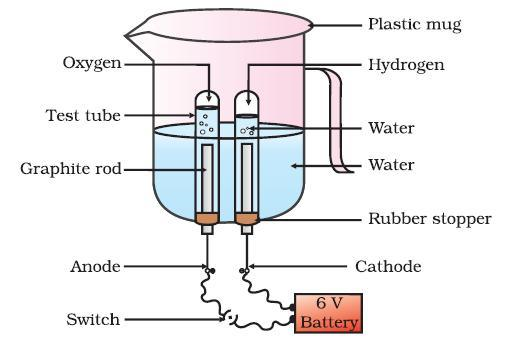 Plastic mug
Oxygen
Hydrogen
Test tube
Water
Graphite rod
Water
Rubber stopper
Anode
Cathode
6 V
Battery
Switch